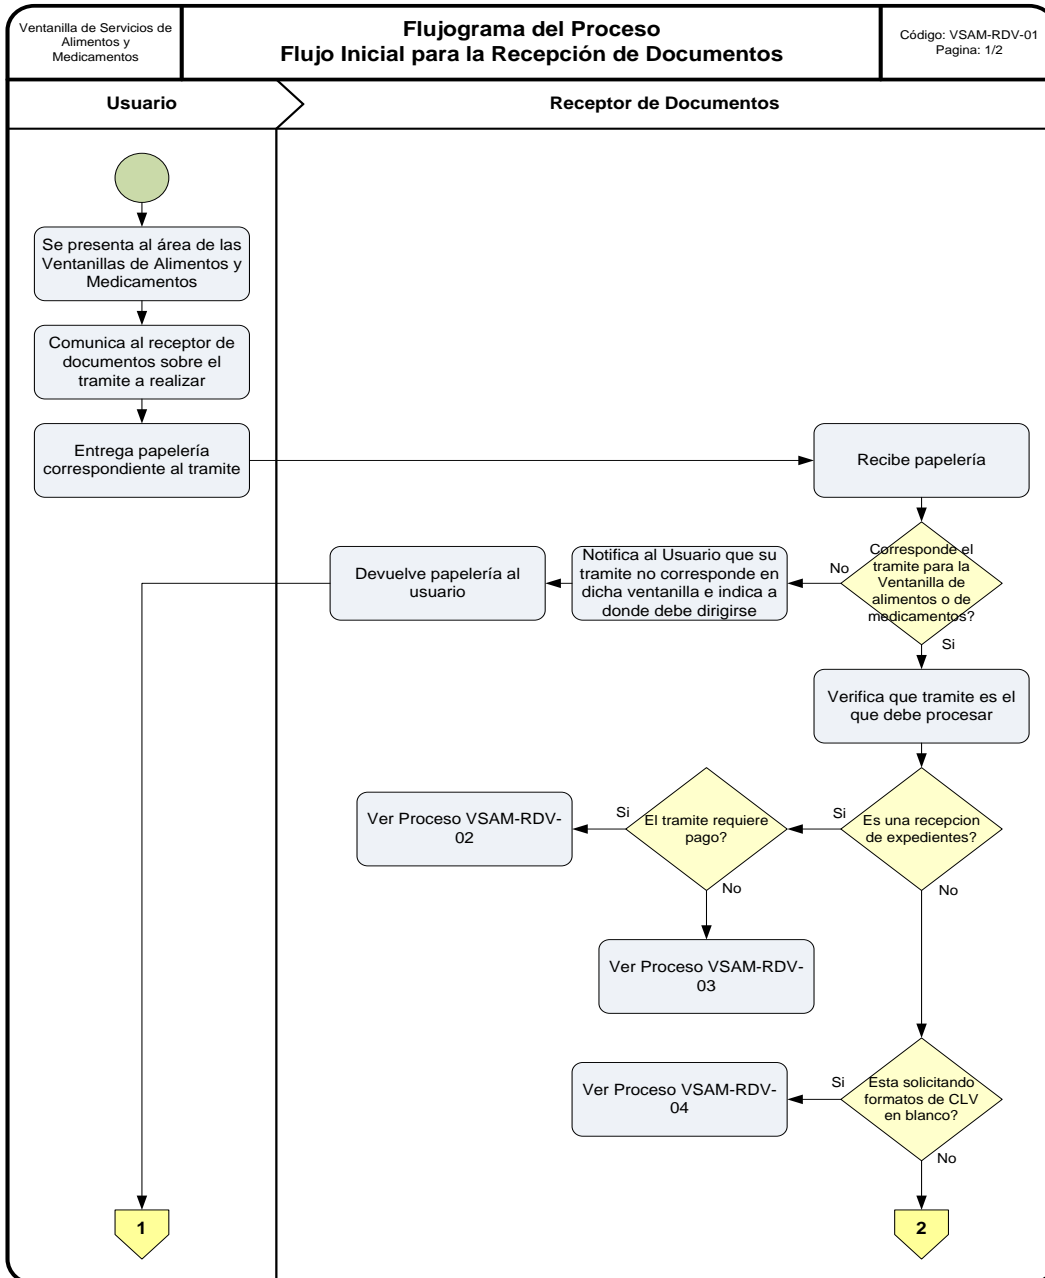 Ventanilla de Servicios de
Alimentos y
Medicamentos
Flujograma del Proceso
Flujo Inicial para la Recepción de Documentos
Código: VSAM-RDV-01
Pagina: 1/2
Usuario
Receptor de Documentos
Se presenta al área de las
Ventanillas de Alimentos y
Medicamentos
Comunica al receptor de
documentos sobre el
tramite a realizar
Entrega papelería
correspondiente al tramite
Recibe papelería
Corresponde el
tramite para la
Ventanilla de
alimentos o de
medicamentos?
No
Notifica al Usuario que su
tramite no corresponde en
dicha ventanilla e indica a
donde debe dirigirse
Devuelve papelería al
usuario
Si
Verifica que tramite es el
que debe procesar
Es una recepcion
de expedientes?
Si
El tramite requiere
pago?
Si
Ver Proceso VSAM-RDV-
02
No
No
Ver Proceso VSAM-RDV-
03
Esta solicitando
formatos de CLV
en blanco?
Si
Ver Proceso VSAM-RDV-
04
No
1
2